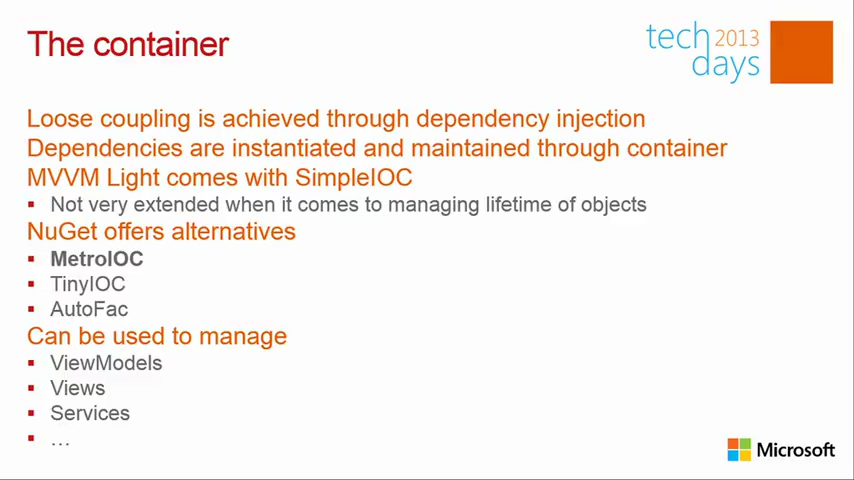 The container
tech 2013
days
Loose coupling is achieved through dependency injection
Dependencies are instantiated and maintained through container
MVVM Light comes with SimpleIOC
▪ Not very extended when it comes to managing lifetime of objects
NuGet offers alternatives
▪ MetroIOC
▪ TinyIOC
▪ AutoFac
Can be used to manage
▪ ViewModels
▪ Views
▪ Services
▪ …
Microsoft